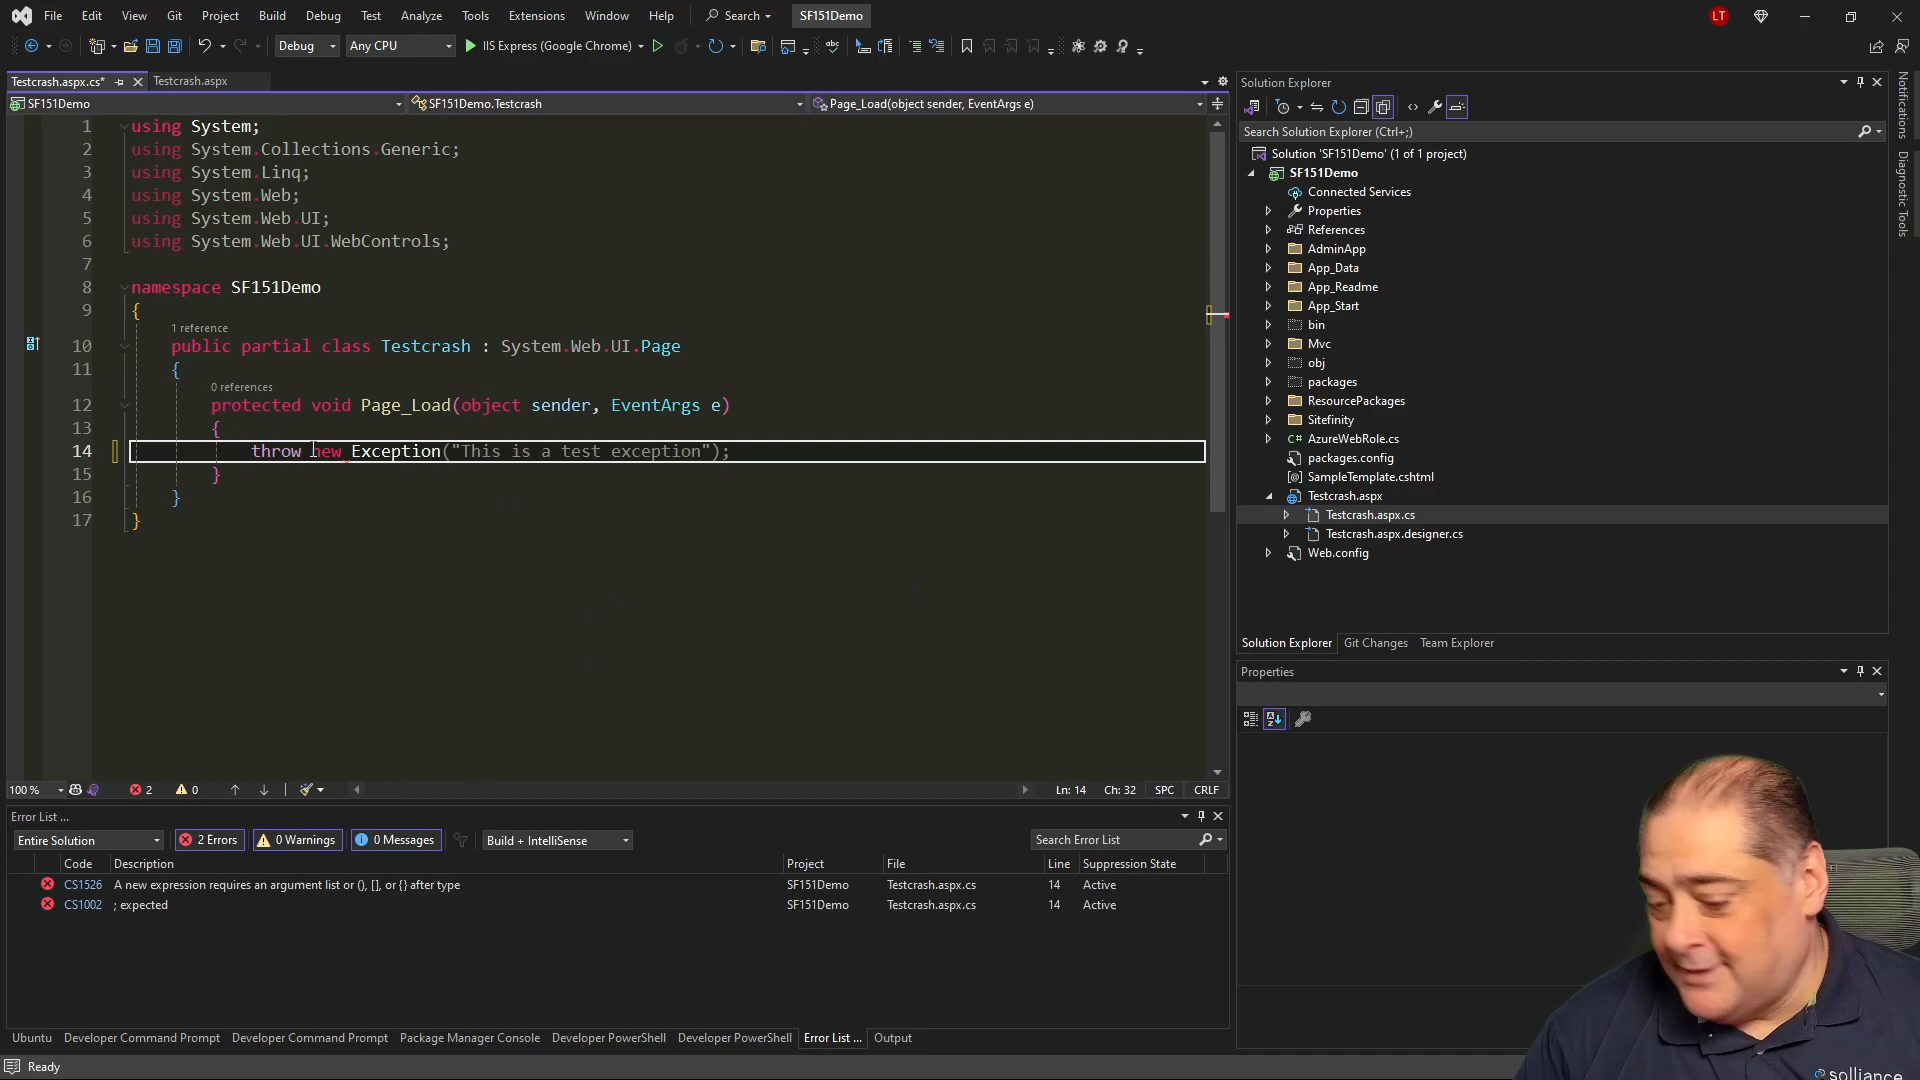 File Edit View Git Project Build Debug Test Analyze Tools Extensions Window Help Search SF151Demo LT
Debug Any CPU IIS Express (Google Chrome)
Testcrash.aspx.cs* Testcrash.aspx
SF151Demo SF151Demo.Testcrash Page_Load(object sender, EventArgs e)
1 using System;
2 using System.Collections.Generic;
3 using System.Linq;
4 using System.Web;
5 using System.Web.UI;
6 using System.Web.UI.WebControls;
7
8 namespace SF151Demo
9 {
1 reference
10 public partial class Testcrash : System.Web.UI.Page
11 {
0 references
12 protected void Page_Load(object sender, EventArgs e)
13 {
14 throw new Exception("This is a test exception");
15 }
16 }
17 }
100 % 2 0 Ln: 14 Ch: 32 SPC CRLF
Error List ...
Entire Solution 2 Errors 0 Warnings 0 Messages Build + IntelliSense Search Error List
Code Description Project File Line Suppression State
CS1526 A new expression requires an argument list or (), [], or {} after type SF151Demo Testcrash.aspx.cs 14 Active
CS1002 ; expected SF151Demo Testcrash.aspx.cs 14 Active
Ubuntu Developer Command Prompt Developer Command Prompt Package Manager Console Developer PowerShell Developer PowerShell Error List ... Output
Ready
Solution Explorer
Search Solution Explorer (Ctrl+;)
Solution 'SF151Demo' (1 of 1 project)
SF151Demo
Connected Services
Properties
References
AdminApp
App_Data
App_Readme
App_Start
bin
Mvc
obj
packages
ResourcePackages
Sitefinity
C# AzureWebRole.cs
packages.config
SampleTemplate.cshtml
Testcrash.aspx
Testcrash.aspx.cs
Testcrash.aspx.designer.cs
Web.config
Solution Explorer Git Changes Team Explorer
Properties
Notifications
Diagnostic Tools
solliance